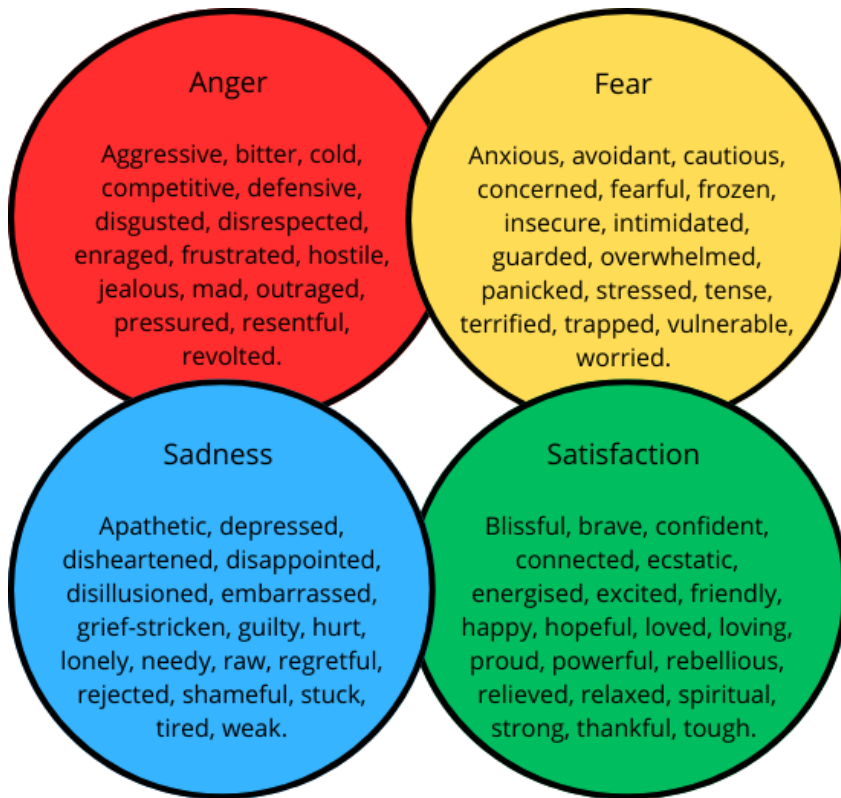 Anger
Aggressive, bitter, cold,
competitive, defensive,
disgusted, disrespected,
enraged, frustrated, hostile,
jealous, mad, outraged,
pressured, resentful,
revolted.
Fear
Anxious, avoidant, cautious,
concerned, fearful, frozen,
insecure, intimidated,
guarded, overwhelmed,
panicked, stressed, tense,
terrified, trapped, vulnerable,
worried.
Sadness
Apathetic, depressed,
disheartened, disappointed,
disillusioned, embarrassed,
grief-stricken, guilty, hurt,
lonely, needy, raw, regretful,
rejected, shameful, stuck,
tired, weak.
Satisfaction
Blissful, brave, confident,
connected, ecstatic,
energised, excited, friendly,
happy, hopeful, loved, loving,
proud, powerful, rebellious,
relieved, relaxed, spiritual,
strong, thankful, tough.